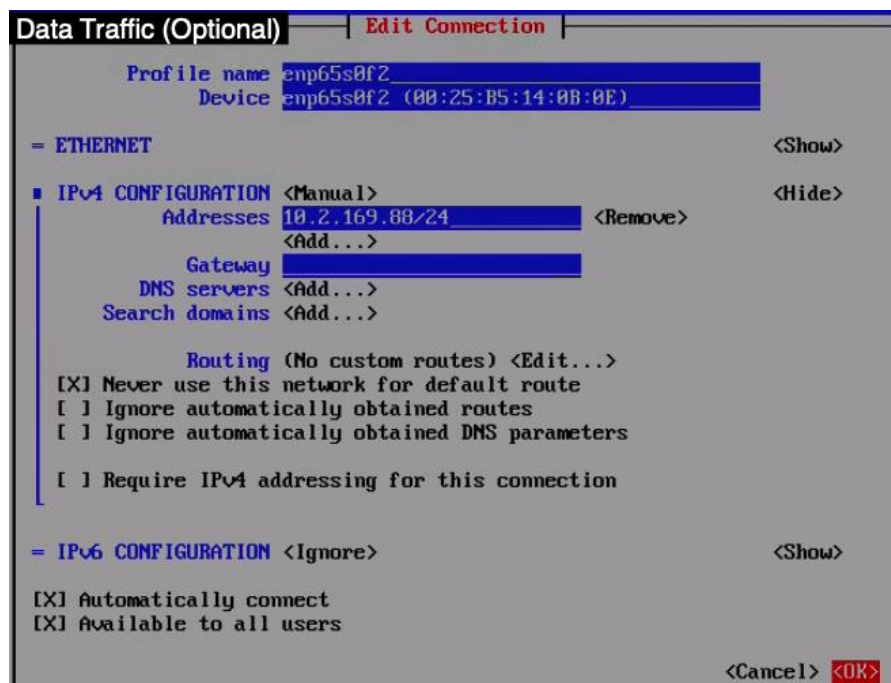 Data Traffic (Optional)
Edit Connection
Profile name enp65s0f2
Device enp65s0f2 (00:25:B5:14:0B:0E)
= ETHERNET <Show>
IPv4 CONFIGURATION <Manual> <Hide>
Addresses 10.2.169.88/24 <Remove>
<Add...>
Gateway
DNS servers <Add...>
Search domains <Add...>
Routing (No custom routes) <Edit...>
[X] Never use this network for default route
[ ] Ignore automatically obtained routes
[ ] Ignore automatically obtained DNS parameters
[ ] Require IPv4 addressing for this connection
= IPv6 CONFIGURATION <Ignore> <Show>
[X] Automatically connect
[X] Available to all users
<Cancel> <OK>